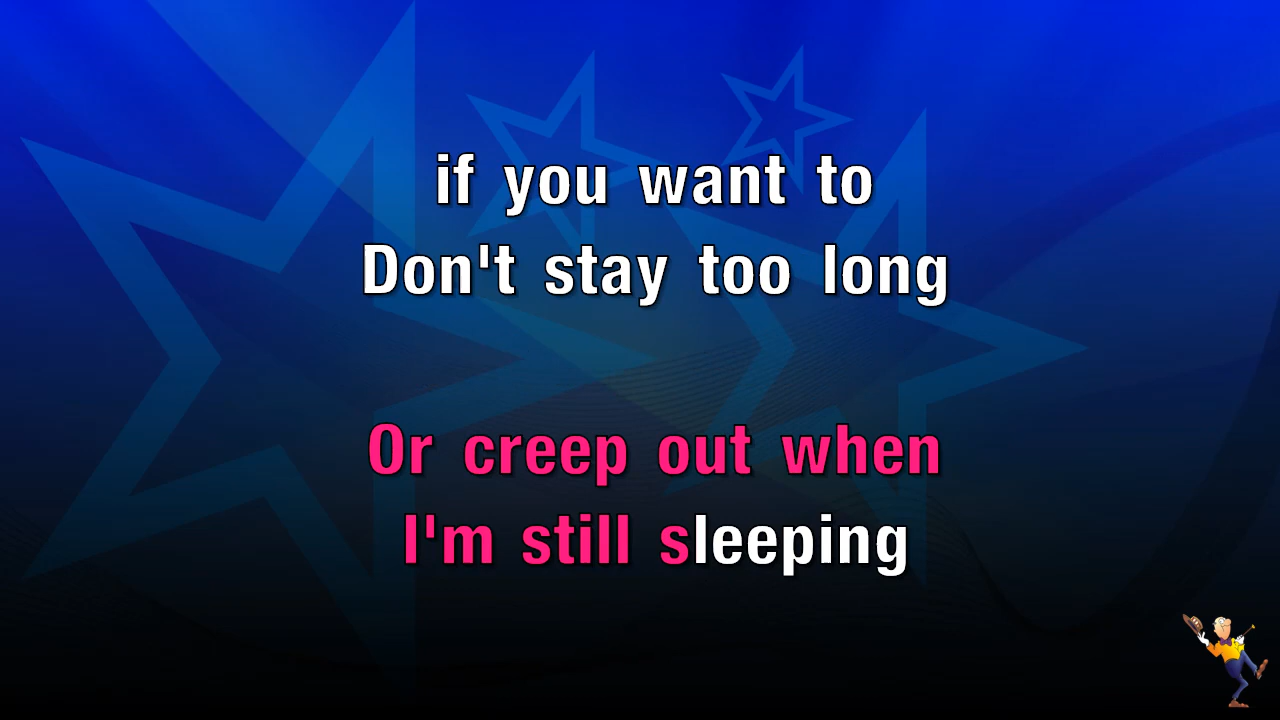 if you want to
Don't stay too long
Or creep out when
I'm still sleeping